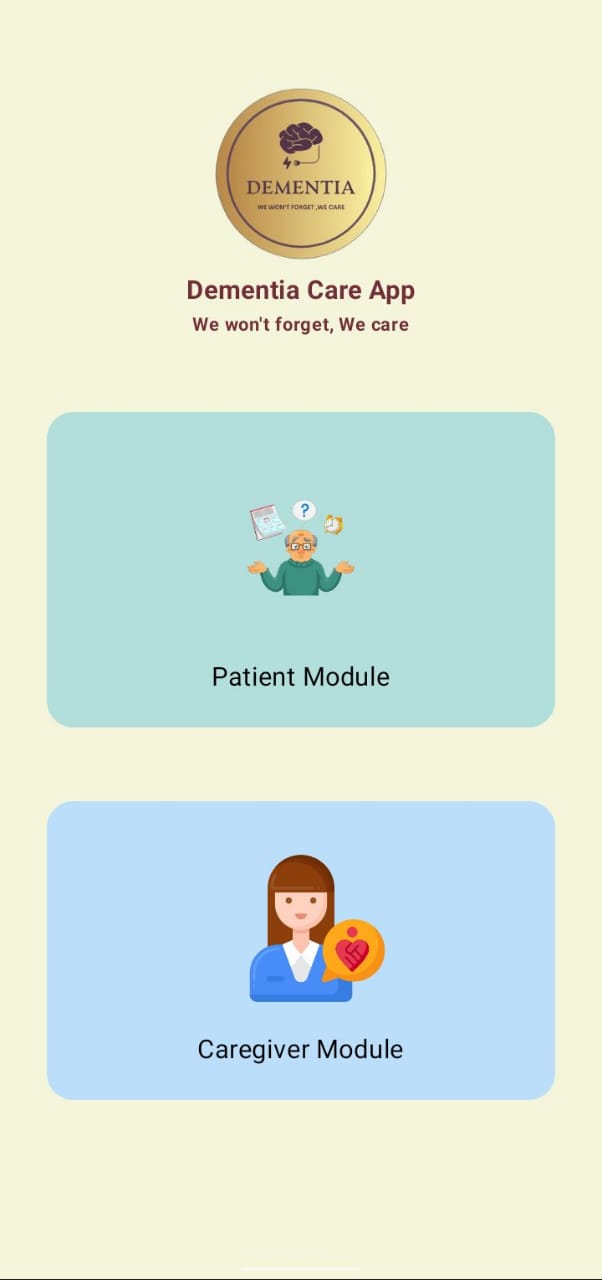 DEMENTIA
WE WON'T FORGET ,WE CARE
Dementia Care App
We won't forget, We care
?
Patient Module
Caregiver Module